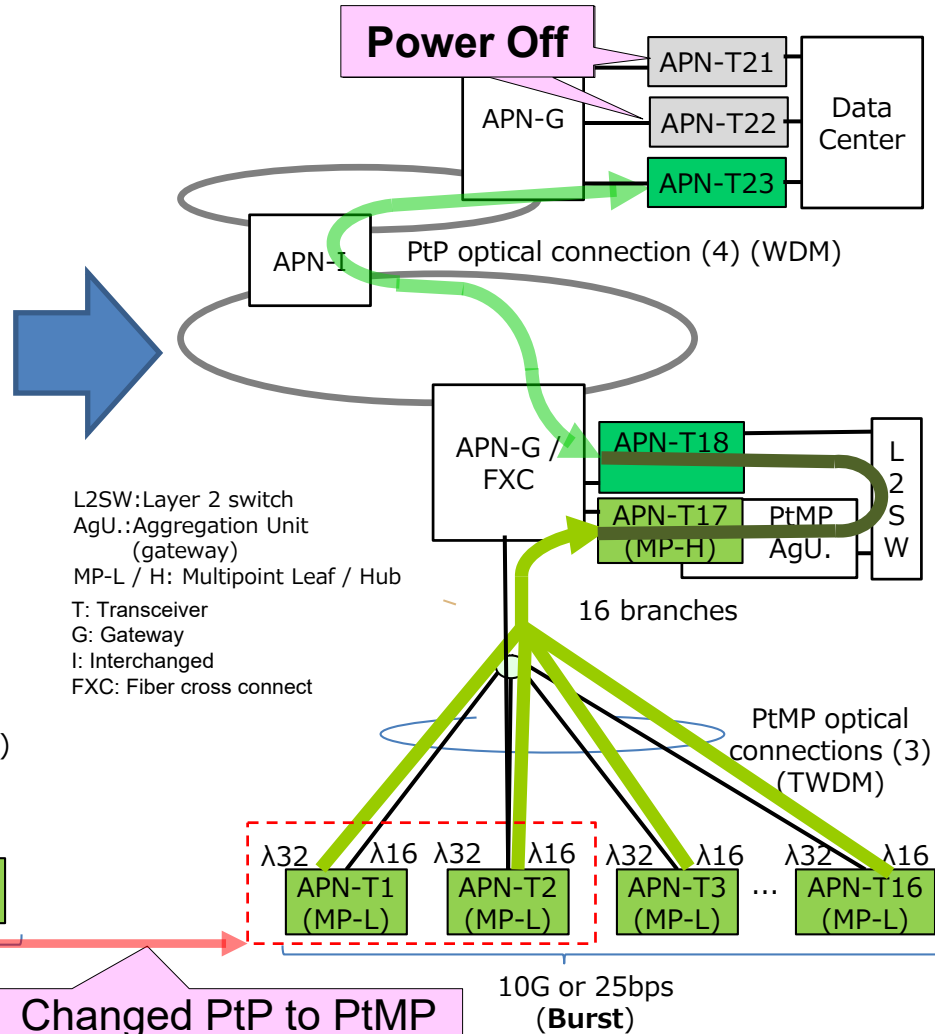 Power Off
APN-T21
APN-G
APN-T22
Data
Center
APN-T23
APN-I
PtP optical connection (4) (WDM)
APN-G /
FXC
APN-T18
L
2
S
W
APN-T17
(MP-H)
PtMP
AgU.
L2SW:Layer 2 switch
AgU.:Aggregation Unit
(gateway)
MP-L / H: Multipoint Leaf / Hub
T: Transceiver
G: Gateway
I: Interchanged
FXC: Fiber cross connect
16 branches
)
PtMP optical
connections (3)
(TWDM)
λ32 λ16 λ32 λ16 λ32 λ16 λ32 λ16
APN-T1 APN-T2 APN-T3 ... APN-T16
(MP-L) (MP-L) (MP-L) (MP-L)
10G or 25bps
(Burst)
Changed PtP to PtMP